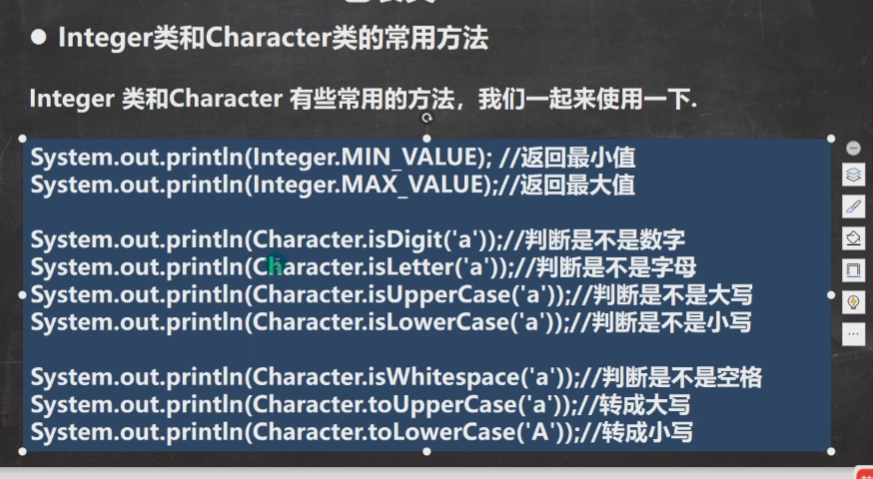 ● Integer类和Character类的常用方法
Integer 类和Character 有些常用的方法，我们一起来使用一下.
System.out.println(Integer.MIN_VALUE); //返回最小值
System.out.println(Integer.MAX_VALUE);//返回最大值
System.out.println(Character.isDigit('a'));//判断是不是数字
System.out.println(Character.isLetter('a'));//判断是不是字母
System.out.println(Character.isUpperCase('a'));//判断是不是大写
System.out.println(Character.isLowerCase('a'));//判断是不是小写
System.out.println(Character.isWhitespace('a'));//判断是不是空格
System.out.println(Character.toUpperCase('a'));//转成大写
System.out.println(Character.toLowerCase('A'));//转成小写